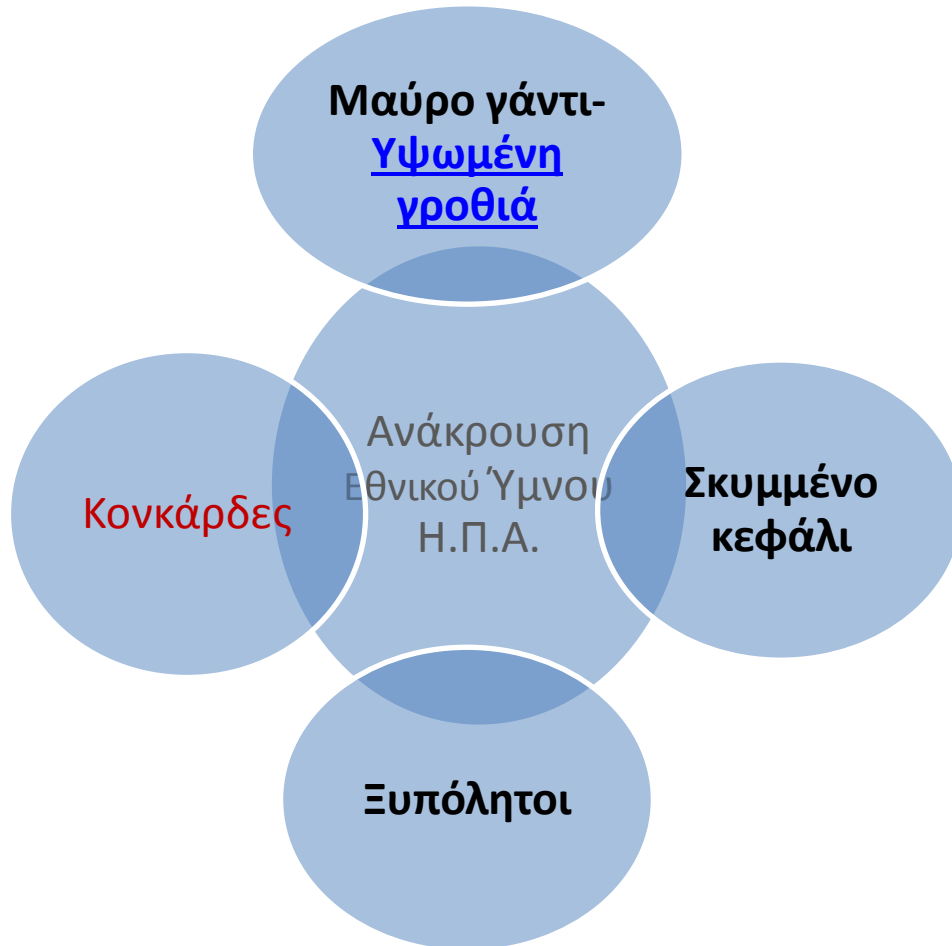 Μαύρο γάντι-
Υψωμένη
γροθιά
Ανάκρουση
Εθνικού Ύμνου
Η.Π.Α.
Κονκάρδες
Σκυμμένο
κεφάλι
Ξυπόλητοι